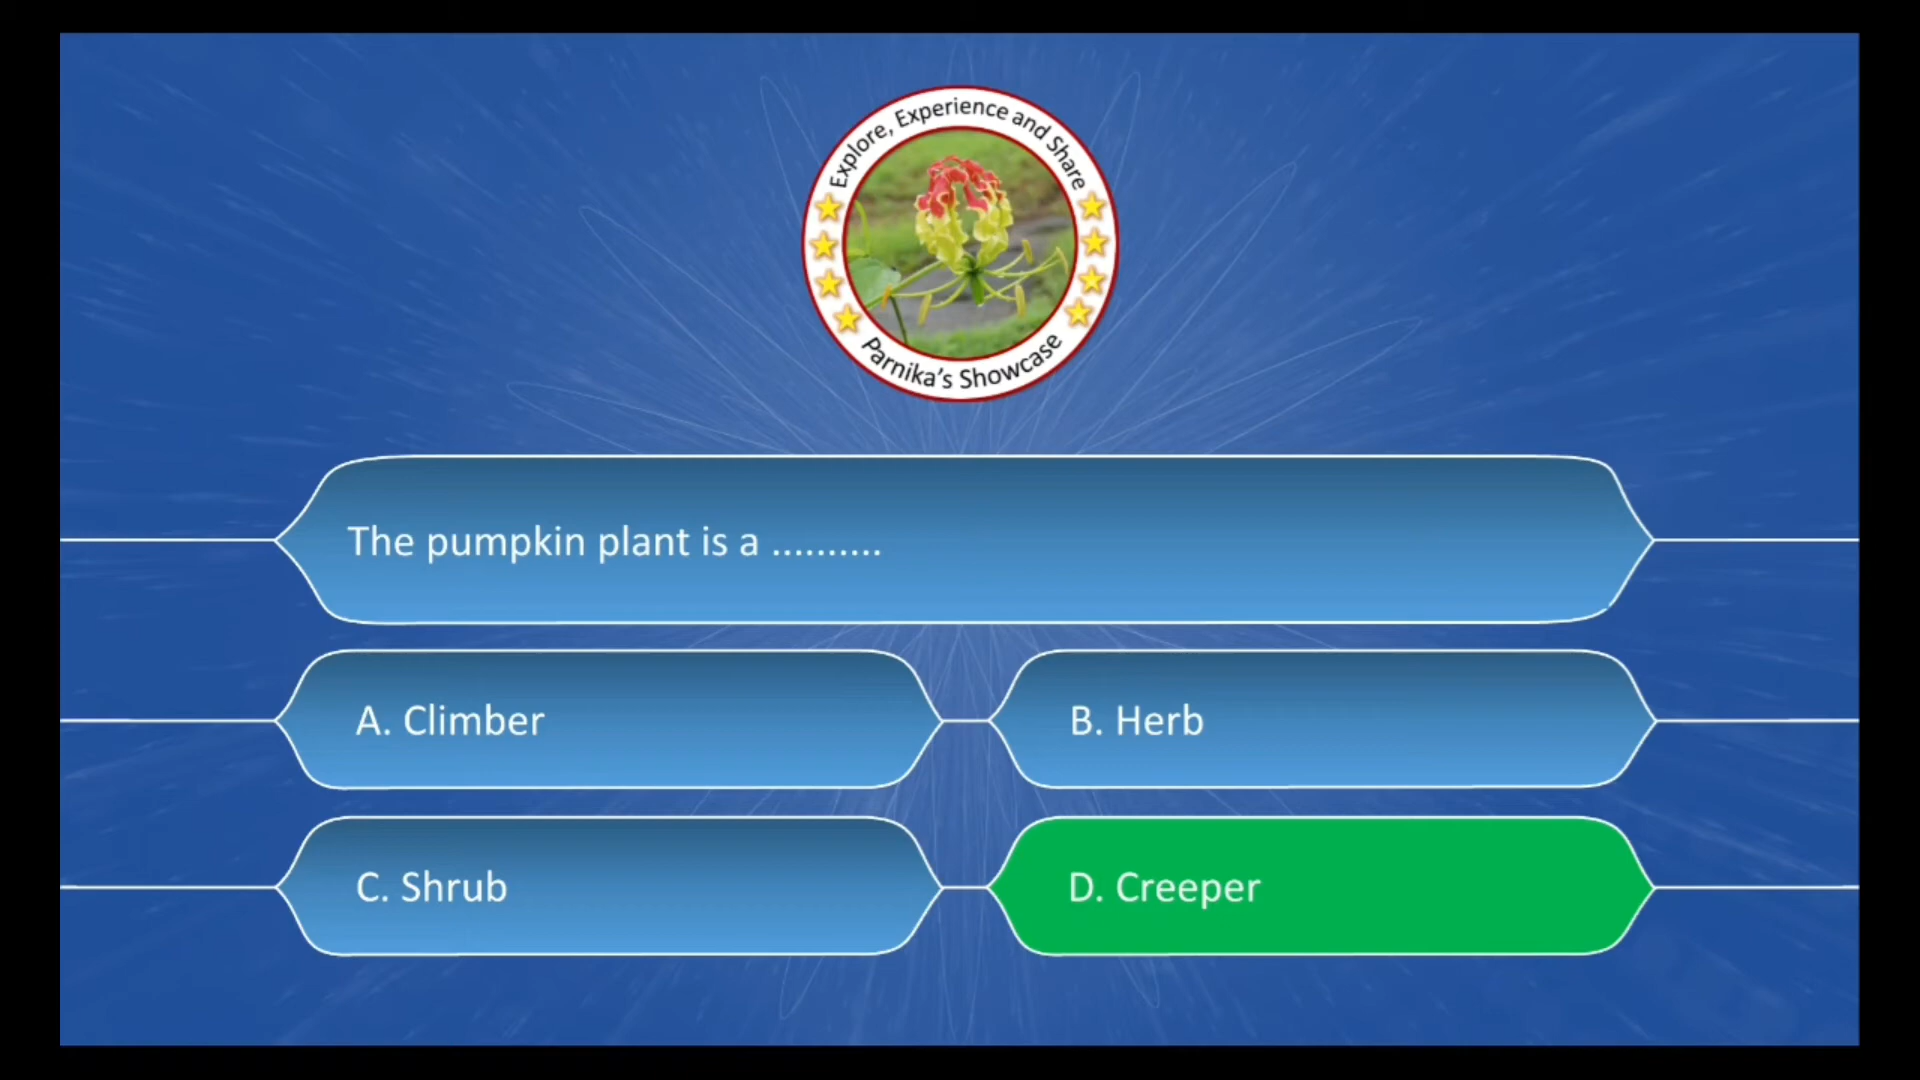 Explore, Experience and Share
Parnika's Showcase
The pumpkin plant is a ..........
A. Climber
B. Herb
C. Shrub
D. Creeper